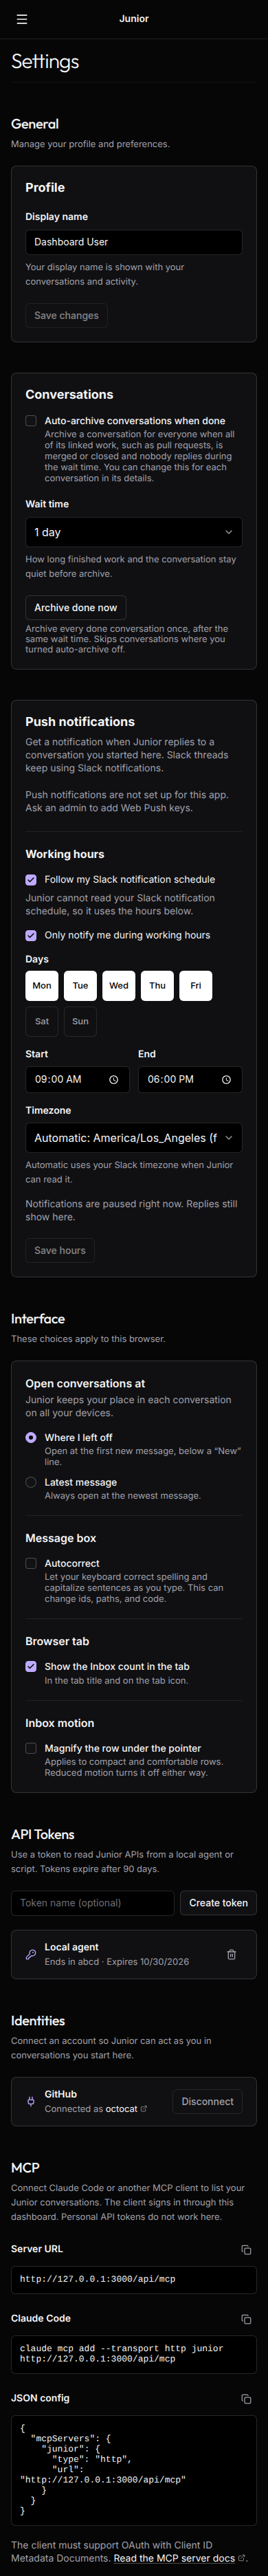 Junior
Settings
General
Manage your profile and preferences.
Profile
Display name
Dashboard User
Your display name is shown with your
conversations and activity.
Save changes
Conversations
Auto-archive conversations when done
Archive a conversation for everyone when all
of its linked work, such as pull requests, is
merged or closed and nobody replies during
the wait time. You can change this for each
conversation in its details.
Wait time
1 day
How long finished work and the conversation stay
quiet before archive.
Archive done now
Archive every done conversation once, after the
same wait time. Skips conversations where you
turned auto-archive off.
Push notifications
Get a notification when Junior replies to a
conversation you started here. Slack threads
keep using Slack notifications.
Push notifications are not set up for this app.
Ask an admin to add Web Push keys.
Working hours
Follow my Slack notification schedule
Junior cannot read your Slack notification
schedule, so it uses the hours below.
Only notify me during working hours
Days
Mon Tue Wed Thu Fri
Sat Sun
Start End
09:00 AM 06:00 PM
Timezone
Automatic: America/Los_Angeles (f
Automatic uses your Slack timezone when Junior
can read it.
Notifications are paused right now. Replies still
show here.
Save hours
Interface
These choices apply to this browser.
Open conversations at
Junior keeps your place in each conversation
on all your devices.
Where I left off
Open at the first new message, below a “New”
line.
Latest message
Always open at the newest message.
Message box
Autocorrect
Let your keyboard correct spelling and
capitalize sentences as you type. This can
change ids, paths, and code.
Browser tab
Show the Inbox count in the tab
In the tab title and on the tab icon.
Inbox motion
Magnify the row under the pointer
Applies to compact and comfortable rows.
Reduced motion turns it off either way.
API Tokens
Use a token to read Junior APIs from a local agent or
script. Tokens expire after 90 days.
Token name (optional) Create token
Local agent
Ends in abcd · Expires 10/30/2026
Identities
Connect an account so Junior can act as you in
conversations you start here.
GitHub
Connected as octocat
Disconnect
MCP
Connect Claude Code or another MCP client to list your
Junior conversations. The client signs in through this
dashboard. Personal API tokens do not work here.
Server URL
http://127.0.0.1:3000/api/mcp
Claude Code
claude mcp add --transport http junior
http://127.0.0.1:3000/api/mcp
JSON config
{
  "mcpServers": {
    "junior": {
      "type": "http",
      "url":
"http://127.0.0.1:3000/api/mcp"
    }
  }
}
The client must support OAuth with Client ID
Metadata Documents. Read the MCP server docs.